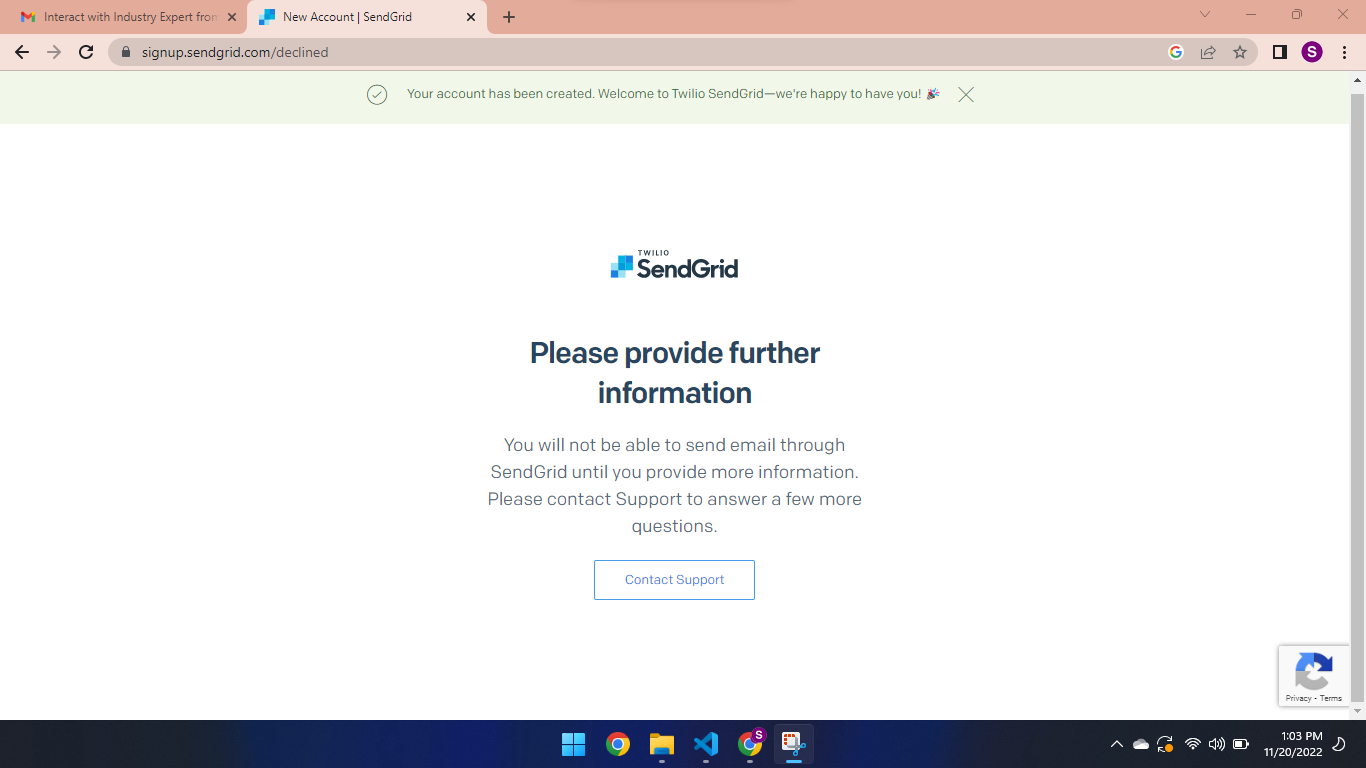 Interact with Industry Expert from
New Account | SendGrid
signup.sendgrid.com/declined
S
Your account has been created. Welcome to Twilio SendGrid—we're happy to have you! 🎉
TWILIO
SendGrid
Please provide further
information
You will not be able to send email through
SendGrid until you provide more information.
Please contact Support to answer a few more
questions.
Contact Support
Privacy - Terms
S
1:03 PM
11/20/2022